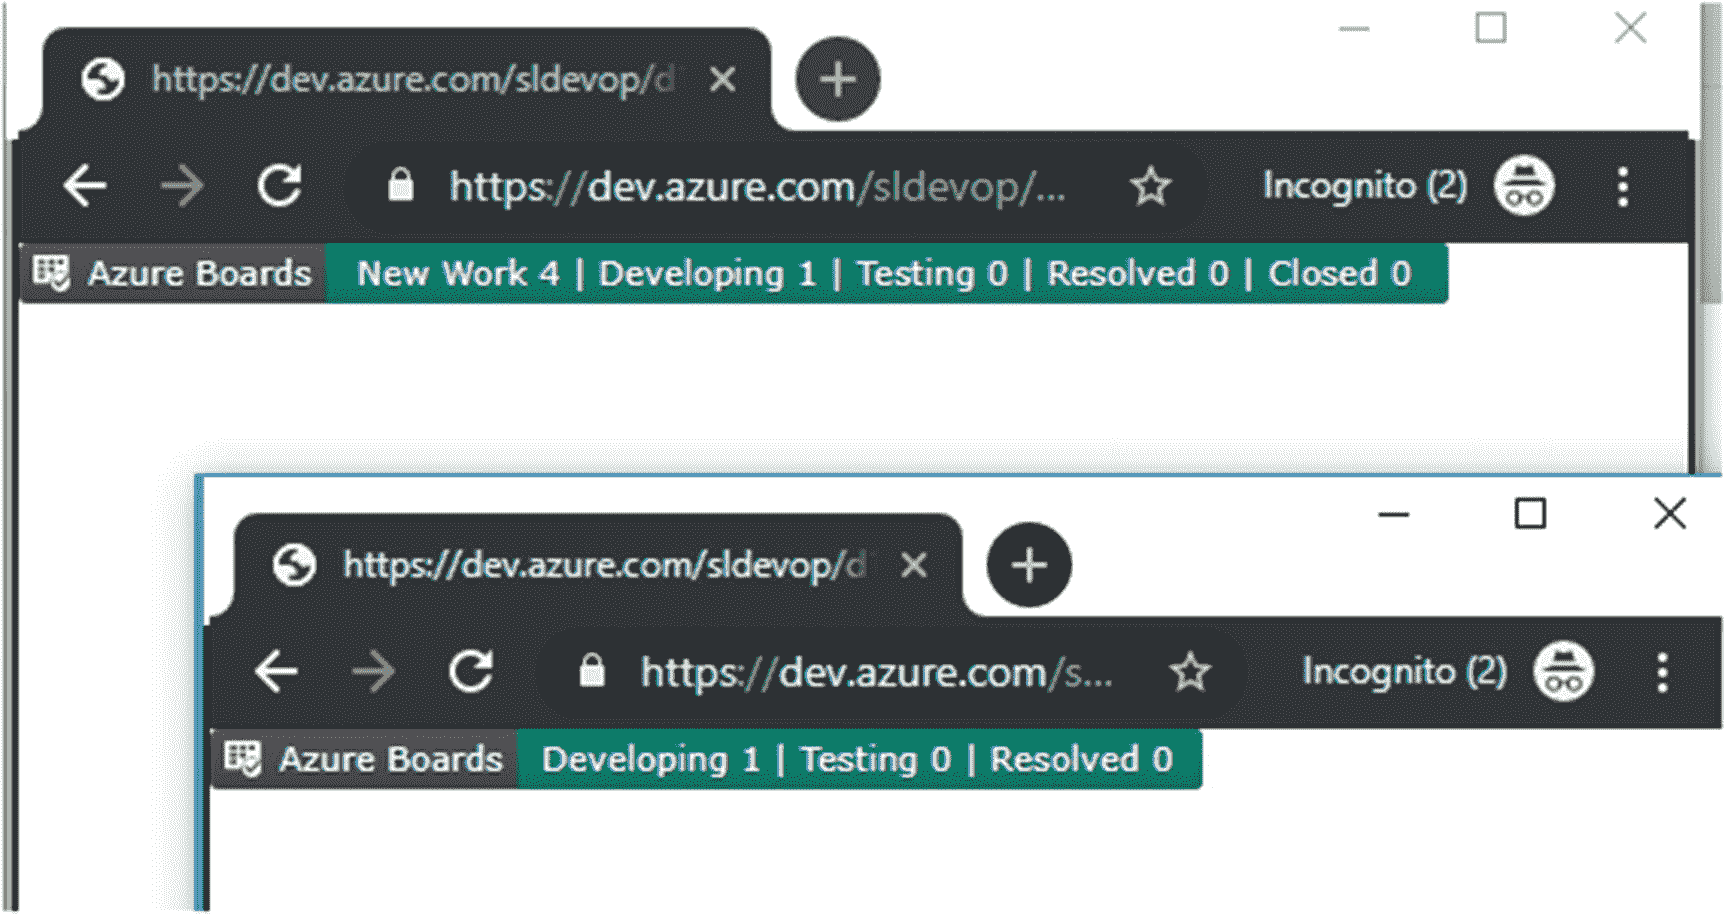 https://dev.azure.com/sldevop/d
https://dev.azure.com/sldevop/... Incognito (2)
Azure Boards New Work 4 | Developing 1 | Testing 0 | Resolved 0 | Closed 0
https://dev.azure.com/sldevop/d
https://dev.azure.com/s... Incognito (2)
Azure Boards Developing 1 | Testing 0 | Resolved 0